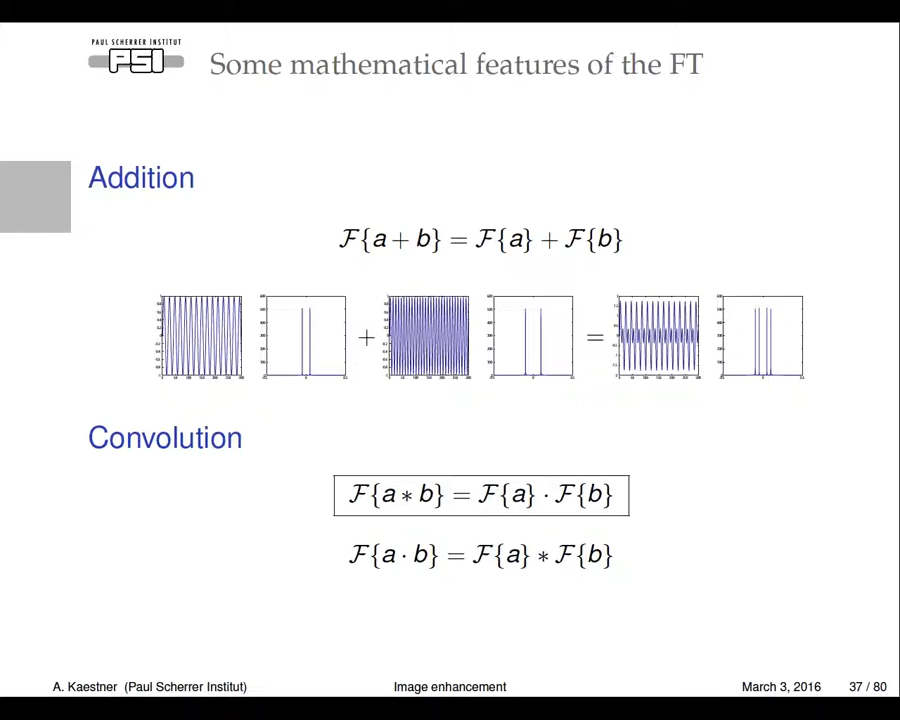 PAUL SCHERRER INSTITUT
PSI
Some mathematical features of the FT
Addition
ℱ{a + b} = ℱ{a} + ℱ{b}
+ =
Convolution
ℱ{a ∗ b} = ℱ{a} · ℱ{b}
ℱ{a · b} = ℱ{a} ∗ ℱ{b}
A. Kaestner (Paul Scherrer Institut) Image enhancement March 3, 2016 37 / 80